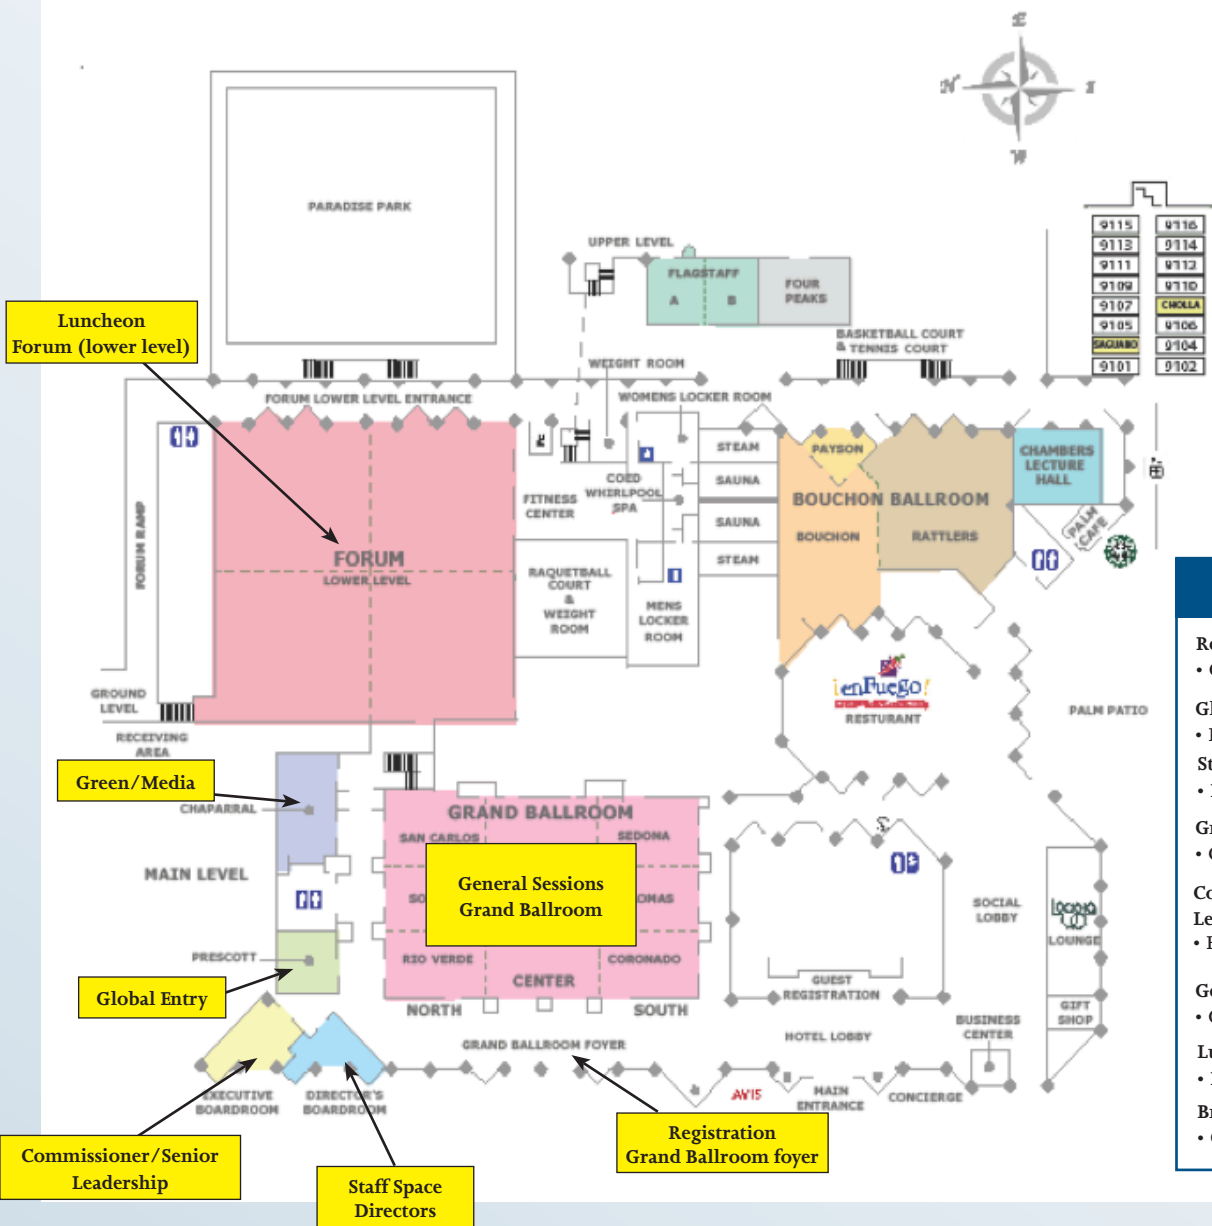 E
N
S
W
PARADISE PARK
UPPER LEVEL
FLAGSTAFF
A
B
FOUR
PEAKS
9115
9116
9113
9114
9111
9112
9109
9110
9107
CHOLLA
9105
9106
SAGUARO
9104
9101
9102
Luncheon
Forum (lower level)
BASKETBALL COURT
& TENNIS COURT
WEIGHT ROOM
FORUM LOWER LEVEL ENTRANCE
WOMENS LOCKER ROOM
FORUM RAMP
FORUM
LOWER LEVEL
FITNESS
CENTER
COED
WHIRLPOOL
SPA
STEAM
SAUNA
SAUNA
STEAM
RAQUETBALL
COURT
&
WEIGHT
ROOM
MENS
LOCKER
ROOM
PAYSON
BOUCHON BALLROOM
BOUCHON
RATTLERS
CHAMBERS
LECTURE
HALL
PALM
CAFE
¡enFuego!
RESTURANT
PALM PATIO
GROUND
LEVEL
RECEIVING
AREA
Green/Media
CHAPARRAL
MAIN LEVEL
PRESCOTT
Global Entry
GRAND BALLROOM
SAN CARLOS
SEDONA
General Sessions
Grand Ballroom
SO
OMAS
RIO VERDE
CORONADO
CENTER
NORTH
SOUTH
GRAND BALLROOM FOYER
GUEST
REGISTRATION
SOCIAL
LOBBY
LOUNGE
GIFT
SHOP
HOTEL LOBBY
BUSINESS
CENTER
EXECUTIVE
BOARDROOM
DIRECTOR'S
BOARDROOM
AVIS
MAIN
ENTRANCE
CONCIERGE
Commissioner/Senior
Leadership
Staff Space
Directors
Registration
Grand Ballroom foyer